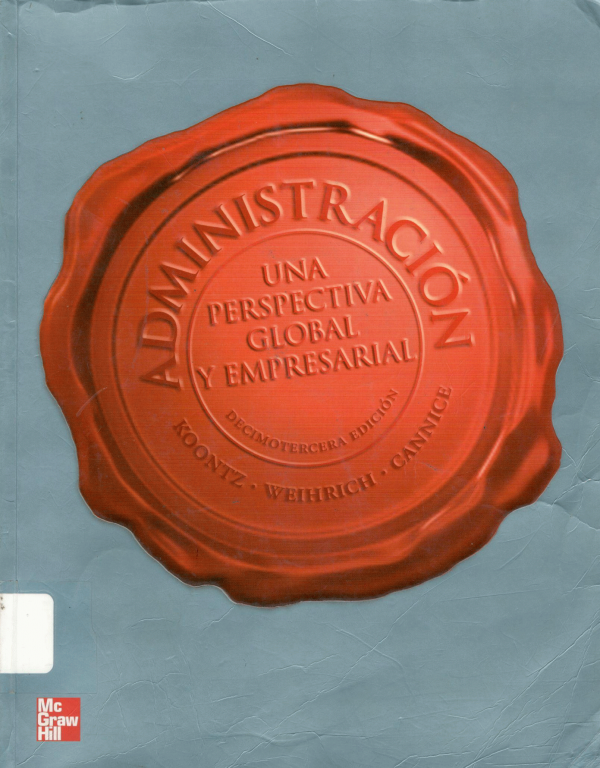 ADMINISTRACIÓN
UNA
PERSPECTIVA
GLOBAL
Y EMPRESARIAL
DECIMOTERCERA EDICIÓN
KOONTZ · WEIHRICH · CANNICE
Mc
Graw
Hill